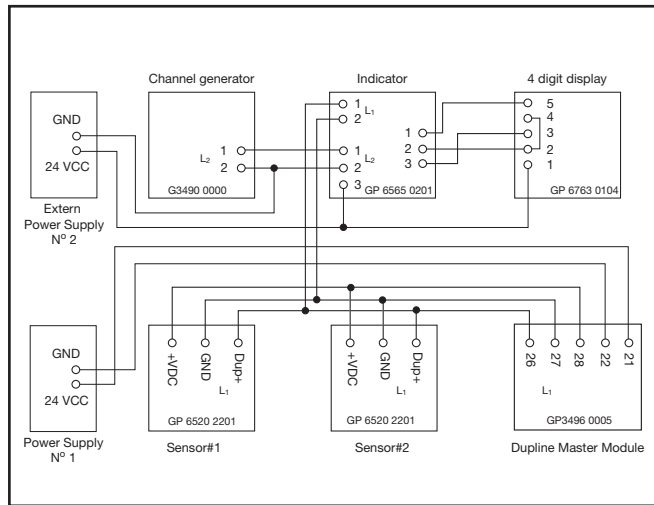 Channel generator
Indicator
4 digit display
GND
24 VCC
Extern
Power Supply
Nº 2
L₂
1
2
G3490 0000
1
2
L₁
1
2
3
L₂
1
2
3
GP 6565 0201
5
4
3
2
1
GP 6763 0104
GND
24 VCC
Power Supply
Nº 1
+VDC
GND
Dup+
L₁
GP 6520 2201
Sensor#1
+VDC
GND
Dup+
L₁
GP 6520 2201
Sensor#2
26
27
28
22
21
L₁
GP3496 0005
Dupline Master Module